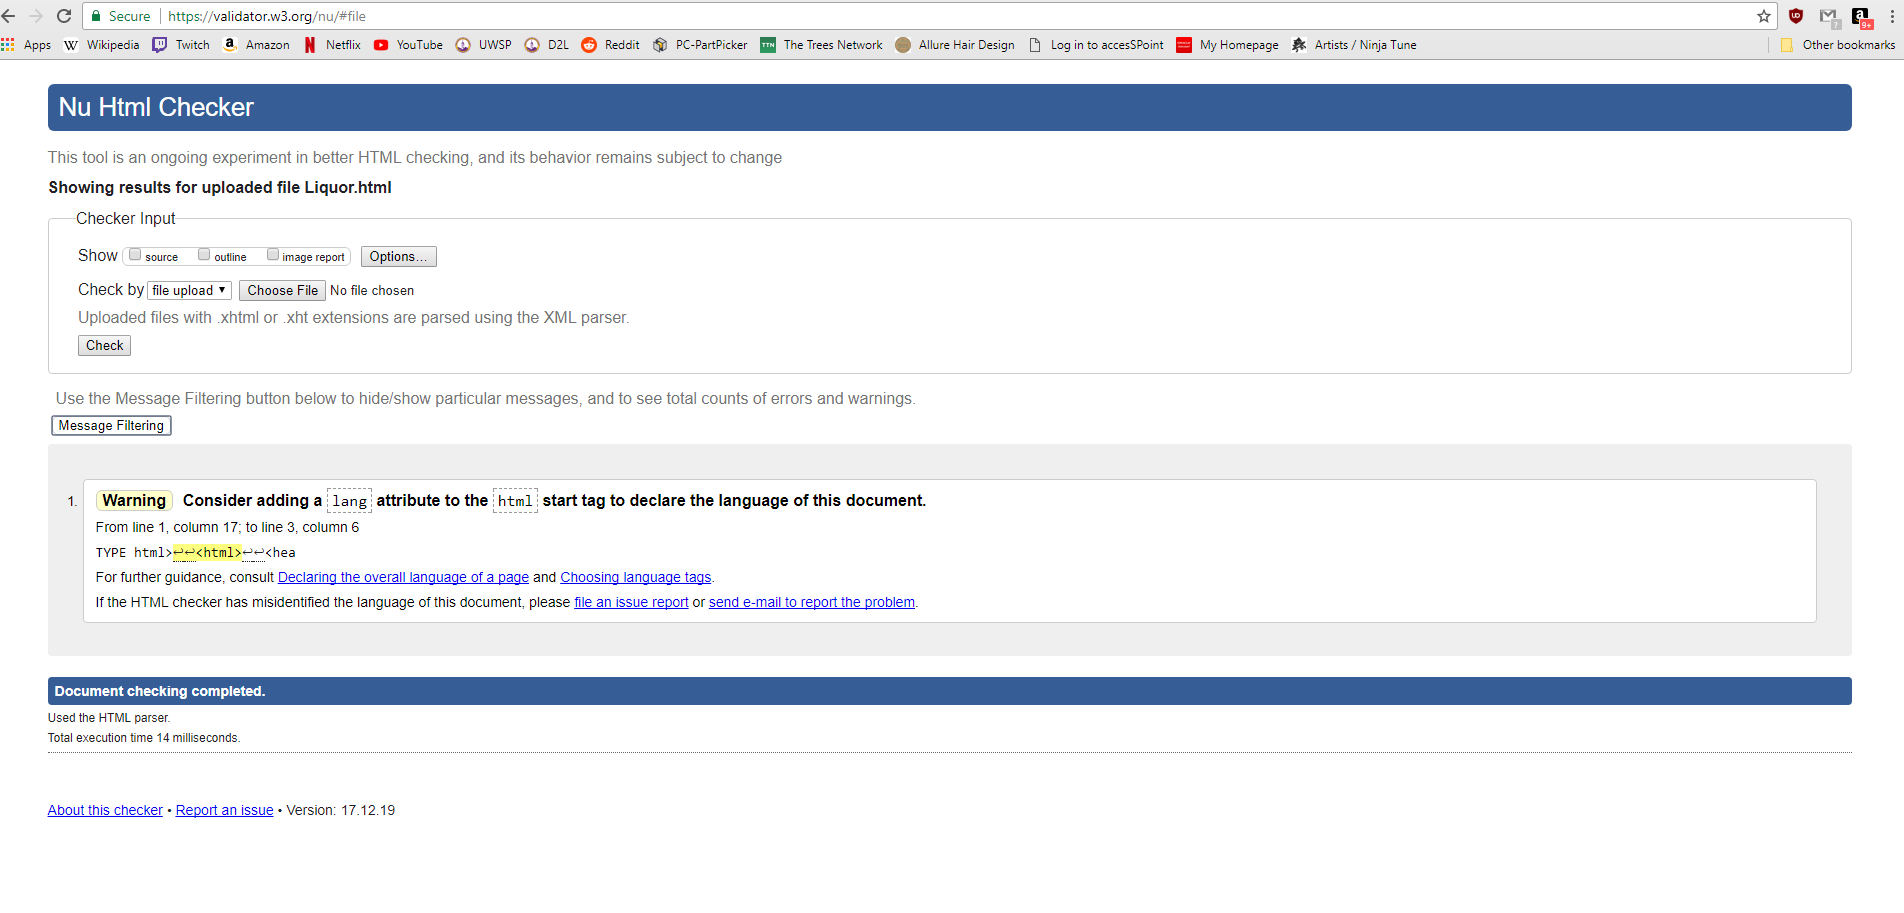 Secure https://validator.w3.org/nu/#file
Apps Wikipedia Twitch Amazon Netflix YouTube UWSP D2L Reddit PC-PartPicker TTN The Trees Network Allure Hair Design Log in to accesSPoint My Homepage Artists / Ninja Tune Other bookmarks
Nu Html Checker
This tool is an ongoing experiment in better HTML checking, and its behavior remains subject to change
Showing results for uploaded file Liquor.html
Checker Input
Show source outline image report Options...
Check by file upload Choose File No file chosen
Uploaded files with .xhtml or .xht extensions are parsed using the XML parser.
Check
Use the Message Filtering button below to hide/show particular messages, and to see total counts of errors and warnings.
Message Filtering
1. Warning Consider adding a lang attribute to the html start tag to declare the language of this document.
From line 1, column 17; to line 3, column 6
TYPE html>↩↩<html>↩↩<hea
For further guidance, consult Declaring the overall language of a page and Choosing language tags.
If the HTML checker has misidentified the language of this document, please file an issue report or send e-mail to report the problem.
Document checking completed.
Used the HTML parser.
Total execution time 14 milliseconds.
About this checker • Report an issue • Version: 17.12.19